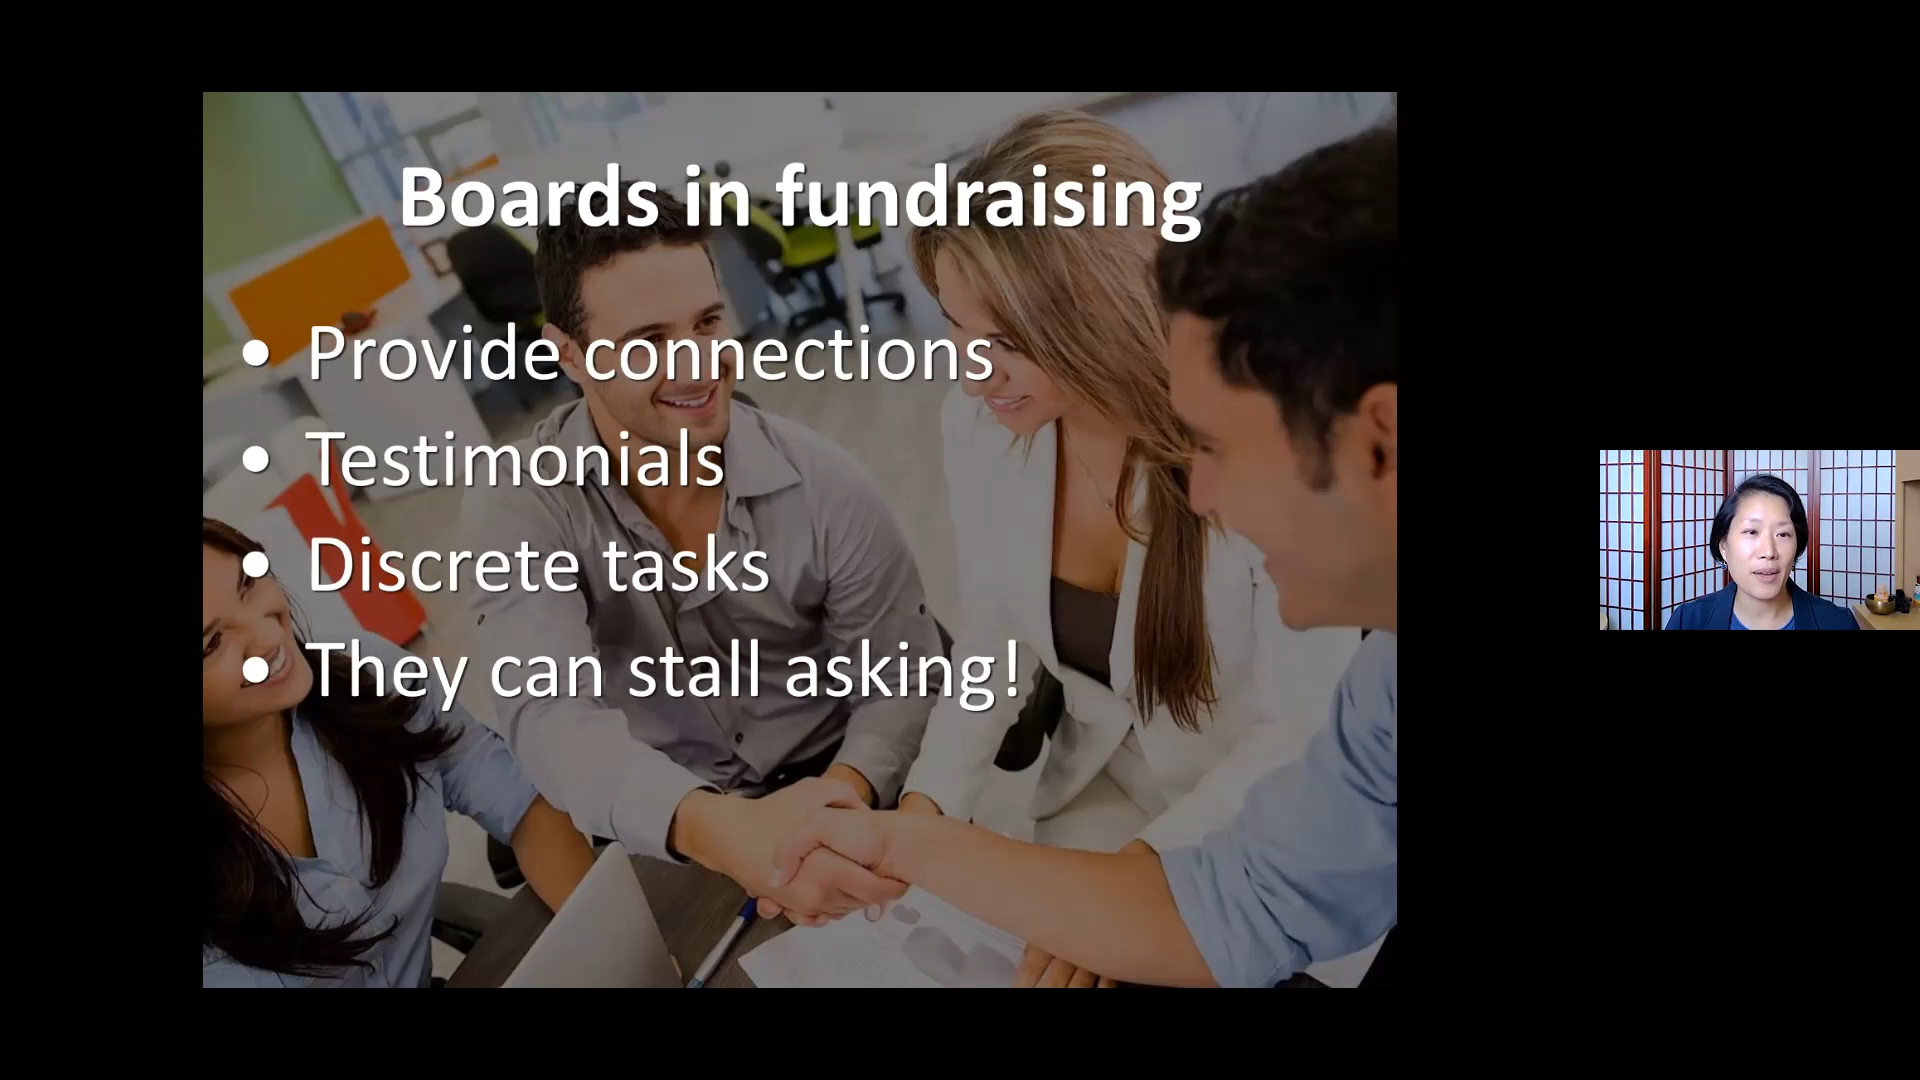 Boards in fundraising
• Provide connections
• Testimonials
• Discrete tasks
• They can stall asking!